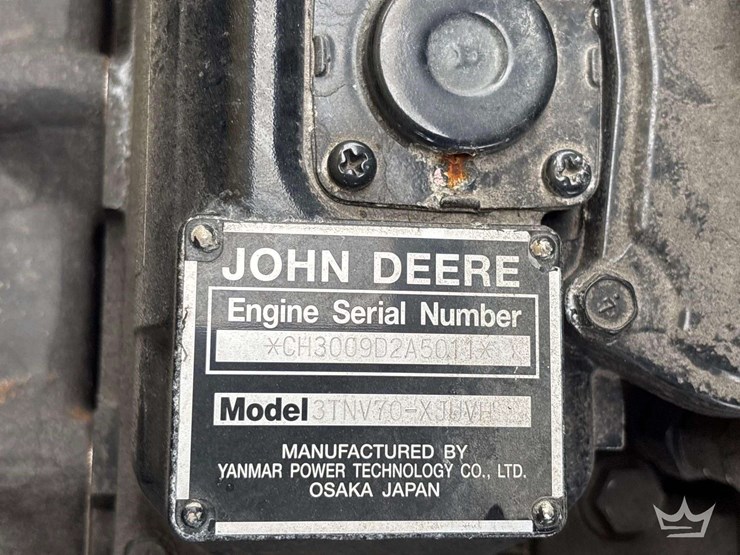 JOHN DEERE
Engine Serial Number
*CH3009D2A5011*
Model 3TNV70-XJUVH
MANUFACTURED BY
YANMAR POWER TECHNOLOGY CO., LTD.
OSAKA JAPAN